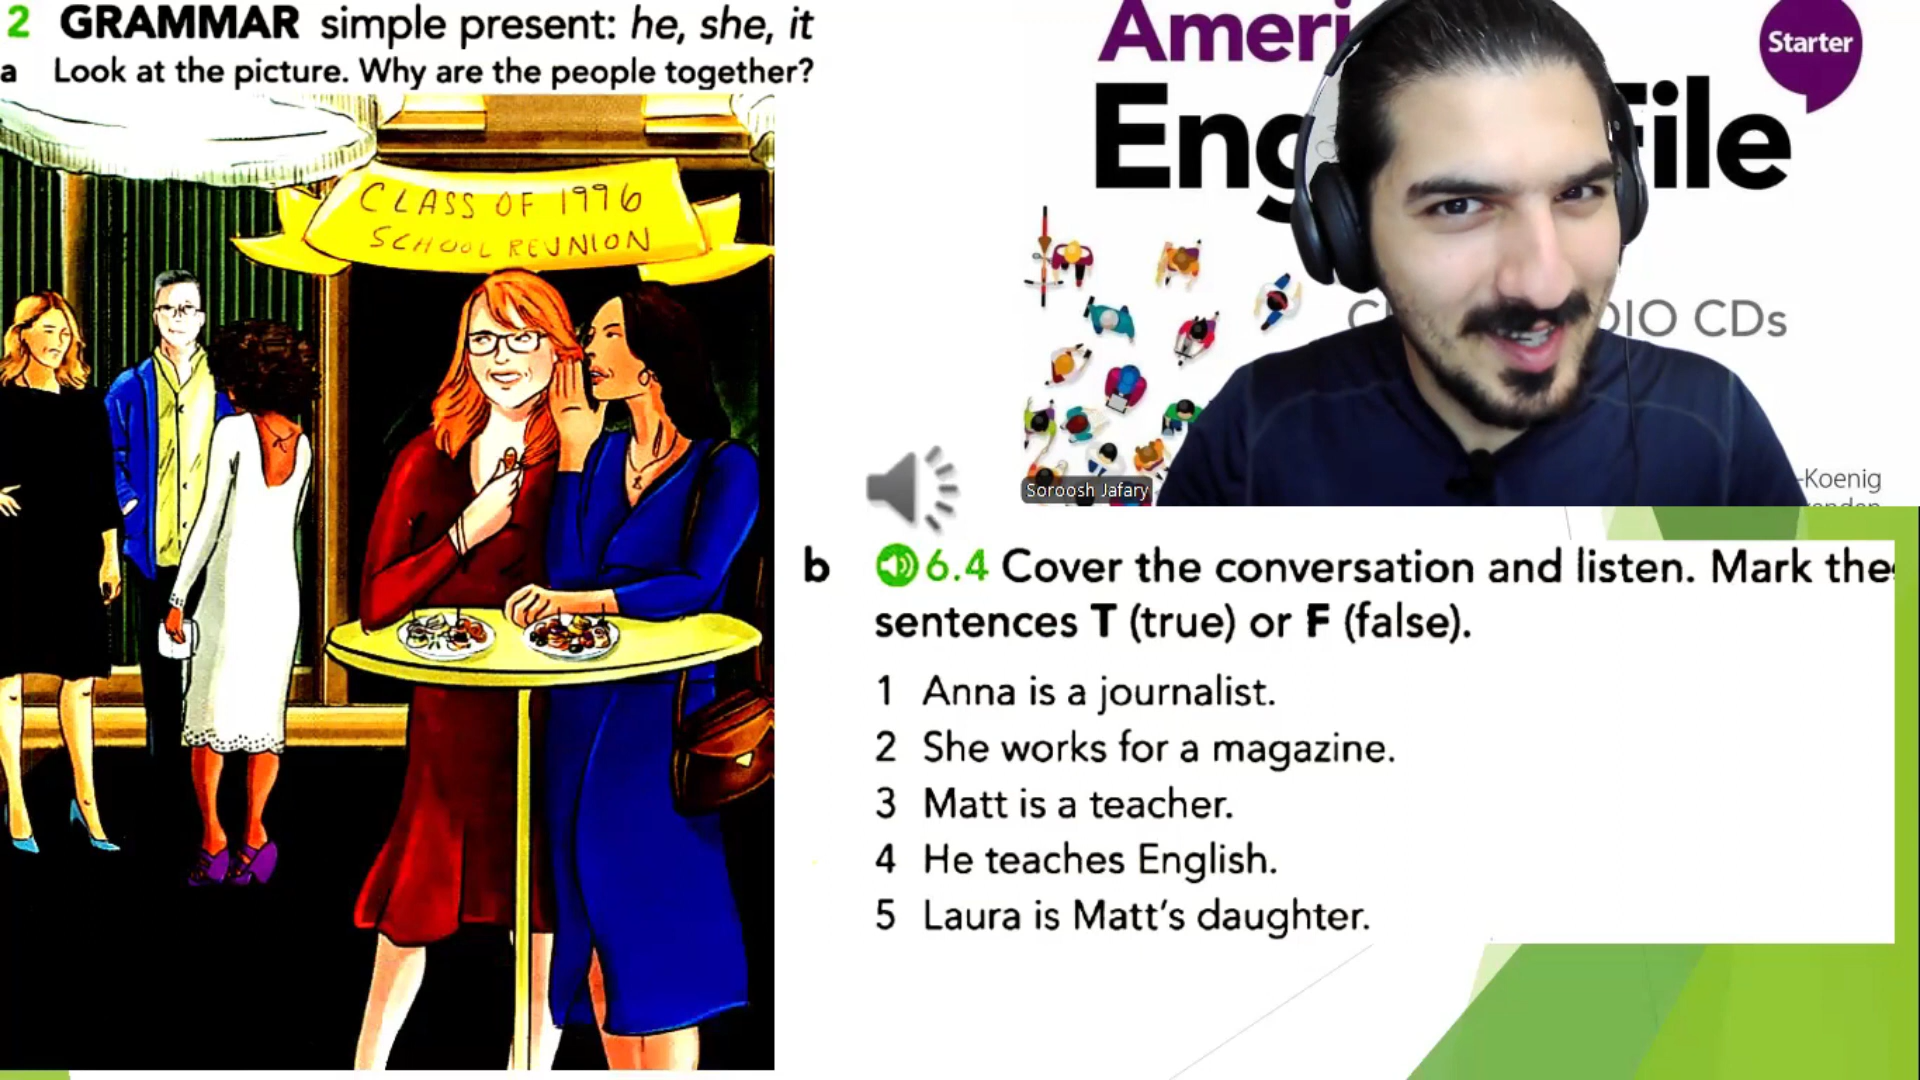 2 GRAMMAR simple present: he, she, it
a Look at the picture. Why are the people together?
CLASS OF 1996
SCHOOL REUNION
Starter
Eng File
CDs
Soroosh Jafary
-Koenig
b 6.4 Cover the conversation and listen. Mark the
sentences T (true) or F (false).
1 Anna is a journalist.
2 She works for a magazine.
3 Matt is a teacher.
4 He teaches English.
5 Laura is Matt's daughter.